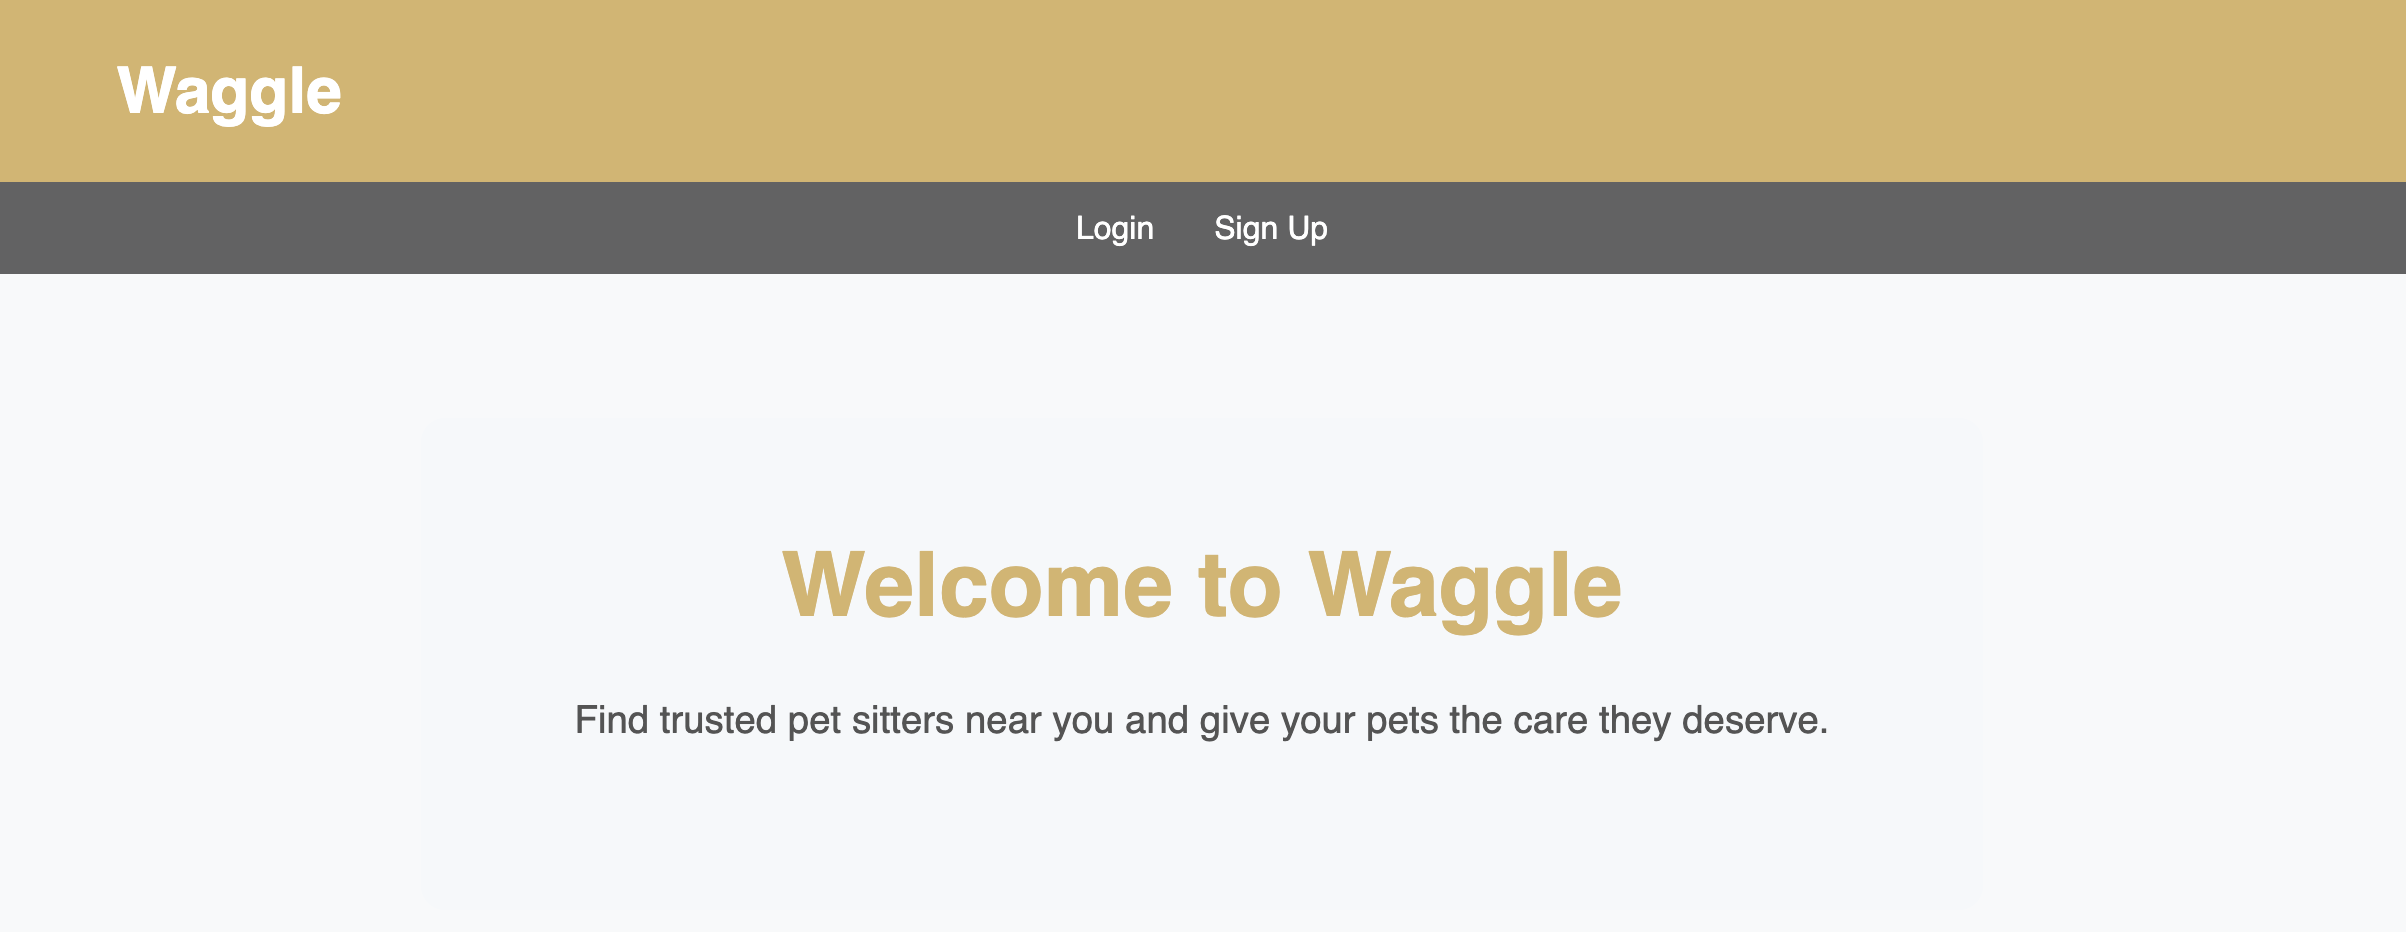 Waggle
Login Sign Up
Welcome to Waggle
Find trusted pet sitters near you and give your pets the care they deserve.